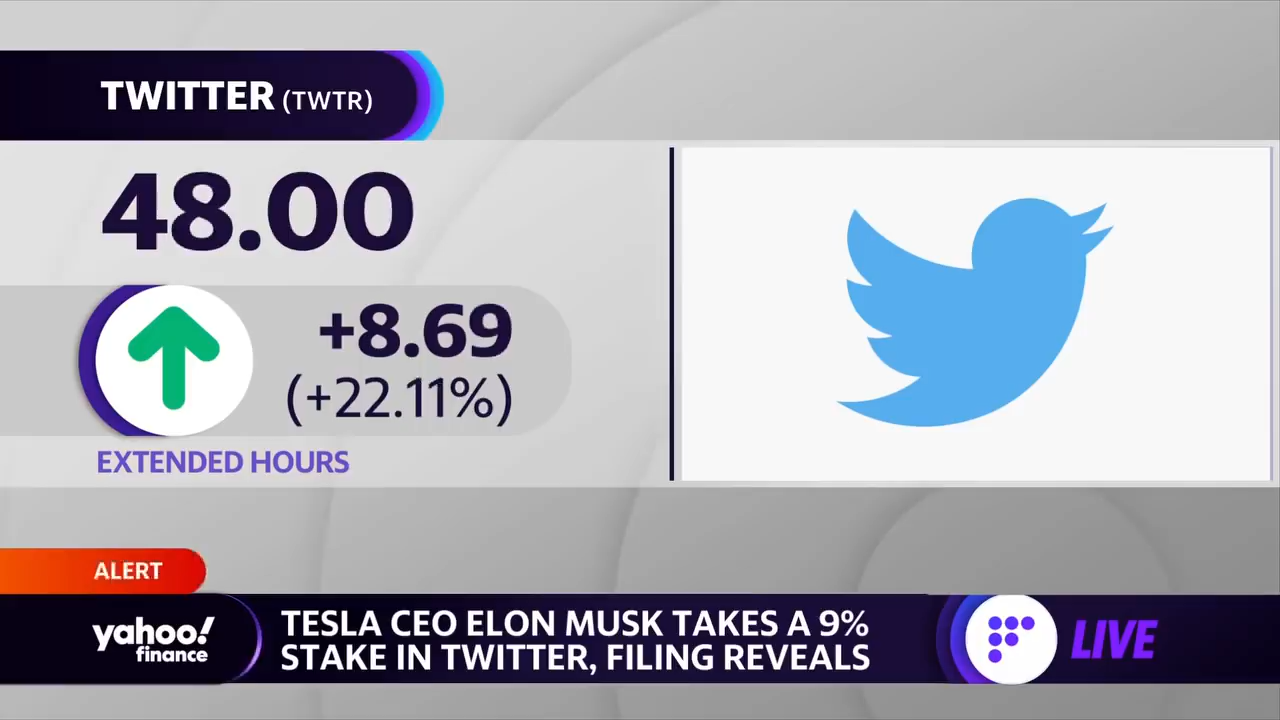 TWITTER (TWTR)
48.00
+8.69
(+22.11%)
EXTENDED HOURS
ALERT
yahoo!
finance
TESLA CEO ELON MUSK TAKES A 9%
STAKE IN TWITTER, FILING REVEALS
LIVE